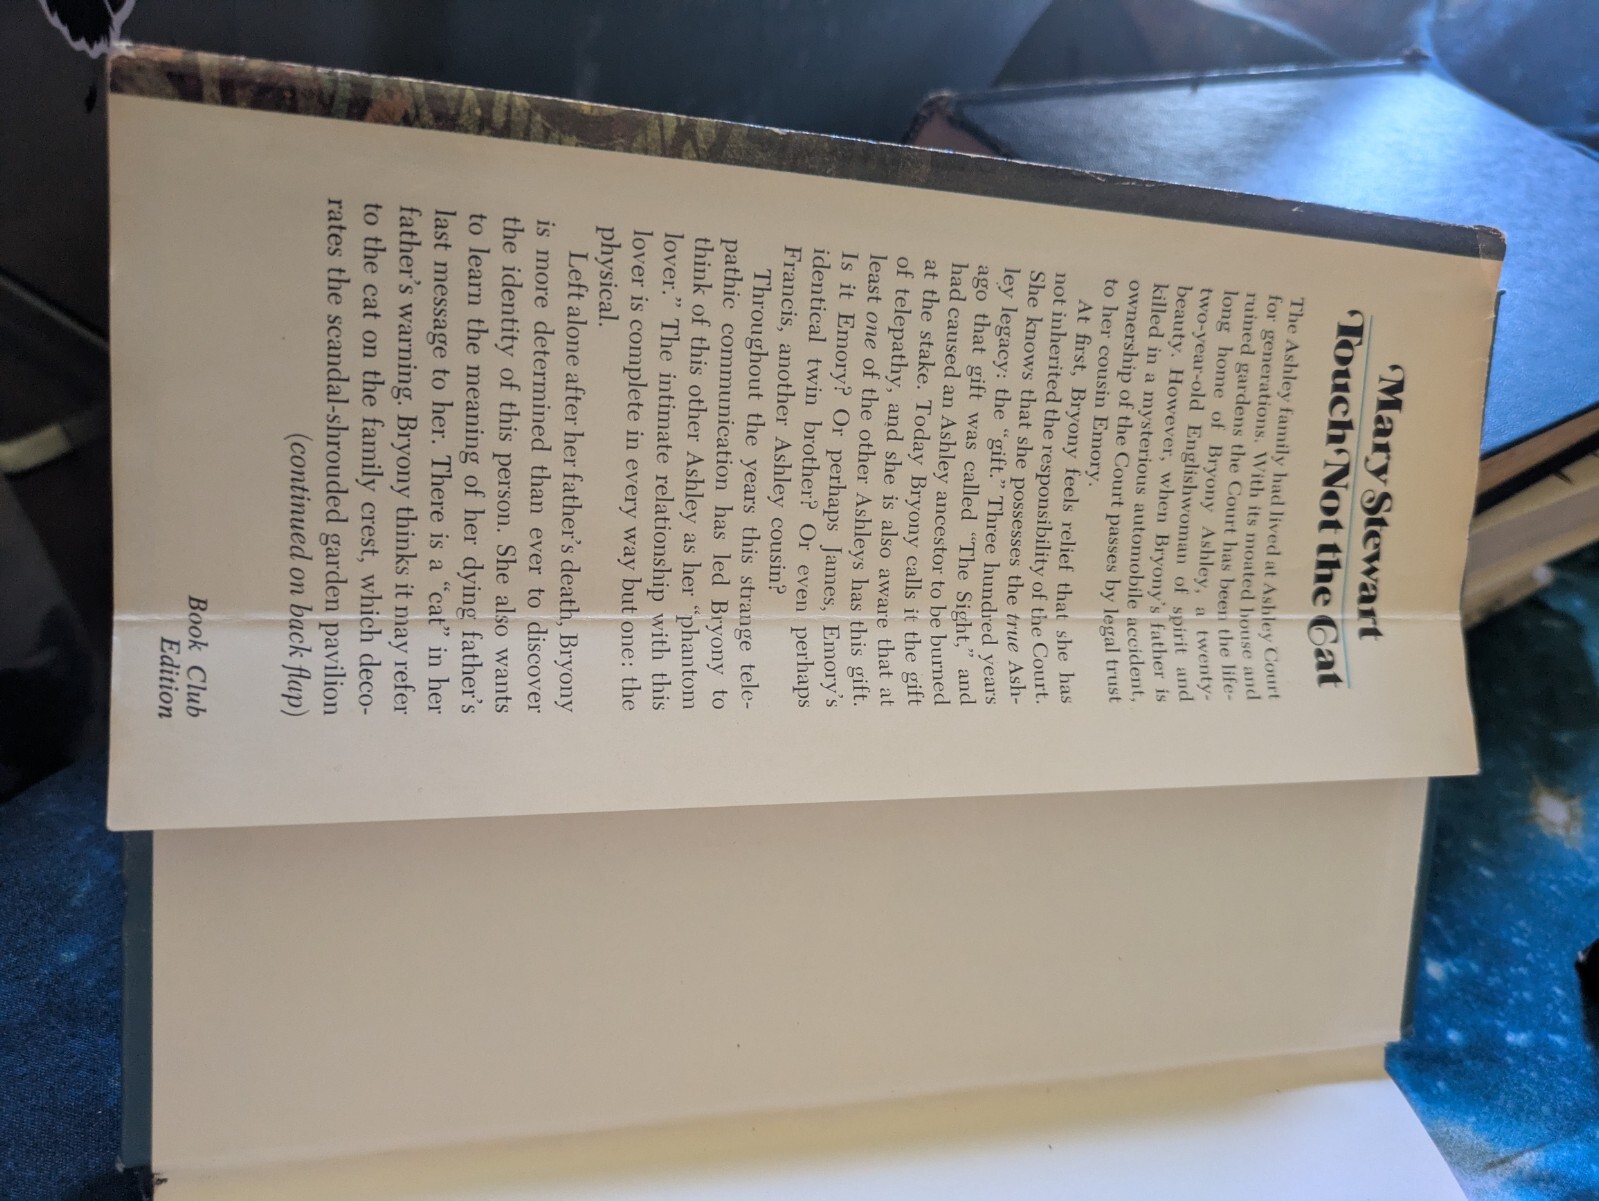 Mary Stewart
Touch Not the Cat
The Ashley family had lived at Ashley Court
for generations. With its moated house and
ruined gardens the Court has been the life-
long home of Bryony Ashley, a twenty-
two-year-old Englishwoman of spirit and
beauty. However, when Bryony's father is
killed in a mysterious automobile accident,
ownership of the Court passes by legal trust
to her cousin Emory.
At first, Bryony feels relief that she has
not inherited the responsibility of the Court.
She knows that she possesses the true Ash-
ley legacy: the "gift." Three hundred years
ago that gift was called "The Sight," and
had caused an Ashley ancestor to be burned
at the stake. Today Bryony calls it the gift
of telepathy, and she is also aware that at
least one of the other Ashleys has this gift.
Is it Emory? Or perhaps James, Emory's
identical twin brother? Or even perhaps
Francis, another Ashley cousin?
Throughout the years this strange tele-
pathic communication has led Bryony to
think of this other Ashley as her "phantom
lover." The intimate relationship with this
lover is complete in every way but one: the
physical.
Left alone after her father's death, Bryony
is more determined than ever to discover
the identity of this person. She also wants
to learn the meaning of her dying father's
last message to her. There is a "cat" in her
father's warning. Bryony thinks it may refer
to the cat on the family crest, which deco-
rates the scandal-shrouded garden pavilion
(continued on back flap)
Book Club
Edition